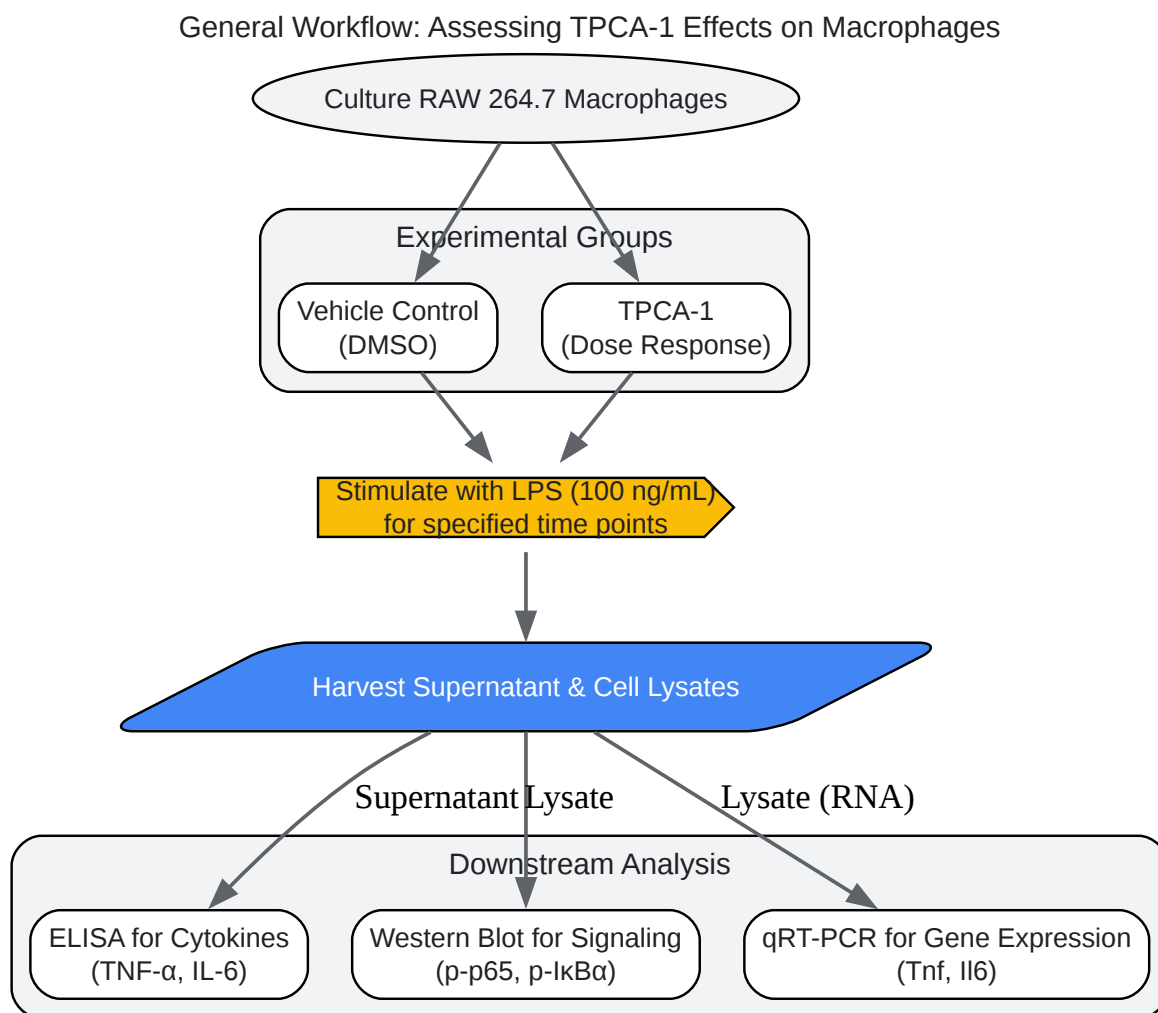 General Workflow: Assessing TPCA-1 Effects on Macrophages
Culture RAW 264.7 Macrophages
Experimental Groups
Vehicle Control
(DMSO)
TPCA-1
(Dose Response)
Stimulate with LPS (100 ng/mL)
for specified time points
Harvest Supernatant & Cell Lysates
Supernatant
Lysate
Lysate (RNA)
Downstream Analysis
ELISA for Cytokines
(TNF-α, IL-6)
Western Blot for Signaling
(p-p65, p-IκBα)
qRT-PCR for Gene Expression
(Tnf, Il6)